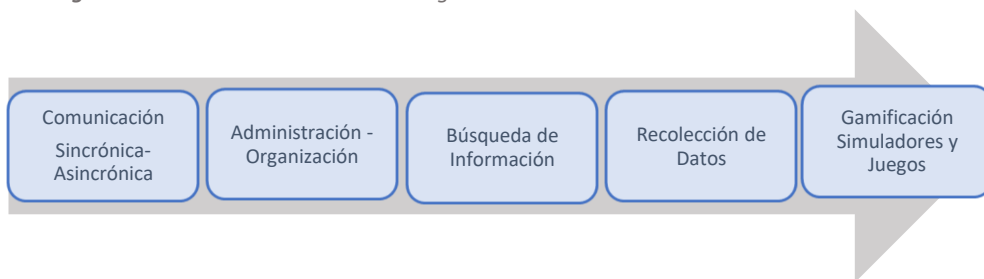 Comunicación
Sincrónica-
Asincrónica
Administración -
Organización
Búsqueda de
Información
Recolección de
Datos
Gamificación
Simuladores y
Juegos